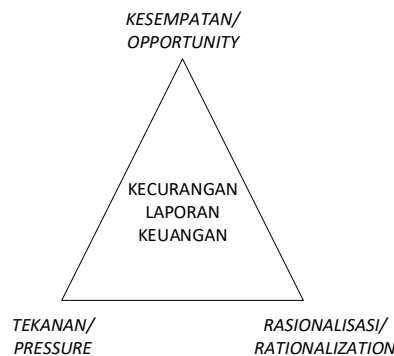 KESEMPATAN/
OPPORTUNITY
KECURANGAN
LAPORAN
KEUANGAN
TEKANAN/
PRESSURE
RASIONALISASI/
RATIONALIZATION